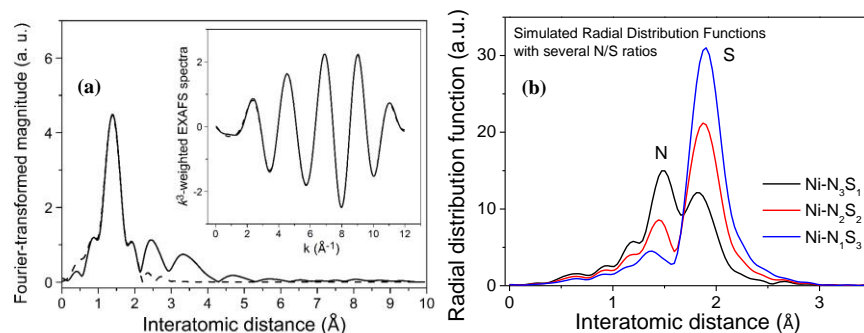 Fourier-transformed magnitude (a. u.)
6
4
2
0
(a)
k³-weighted EXAFS spectra
2
0
-2
0 2 4 6 8 10 12
k (Å⁻¹)
0 1 2 3 4 5 6 7 8 9 10
Interatomic distance (Å)
Radial distribution function (a.u.)
30
20
10
0
Simulated Radial Distribution Functions
with several N/S ratios
(b)
S
N
Ni-N₃S₁
Ni-N₂S₂
Ni-N₁S₃
0 1 2 3
Interatomic distance (Å)